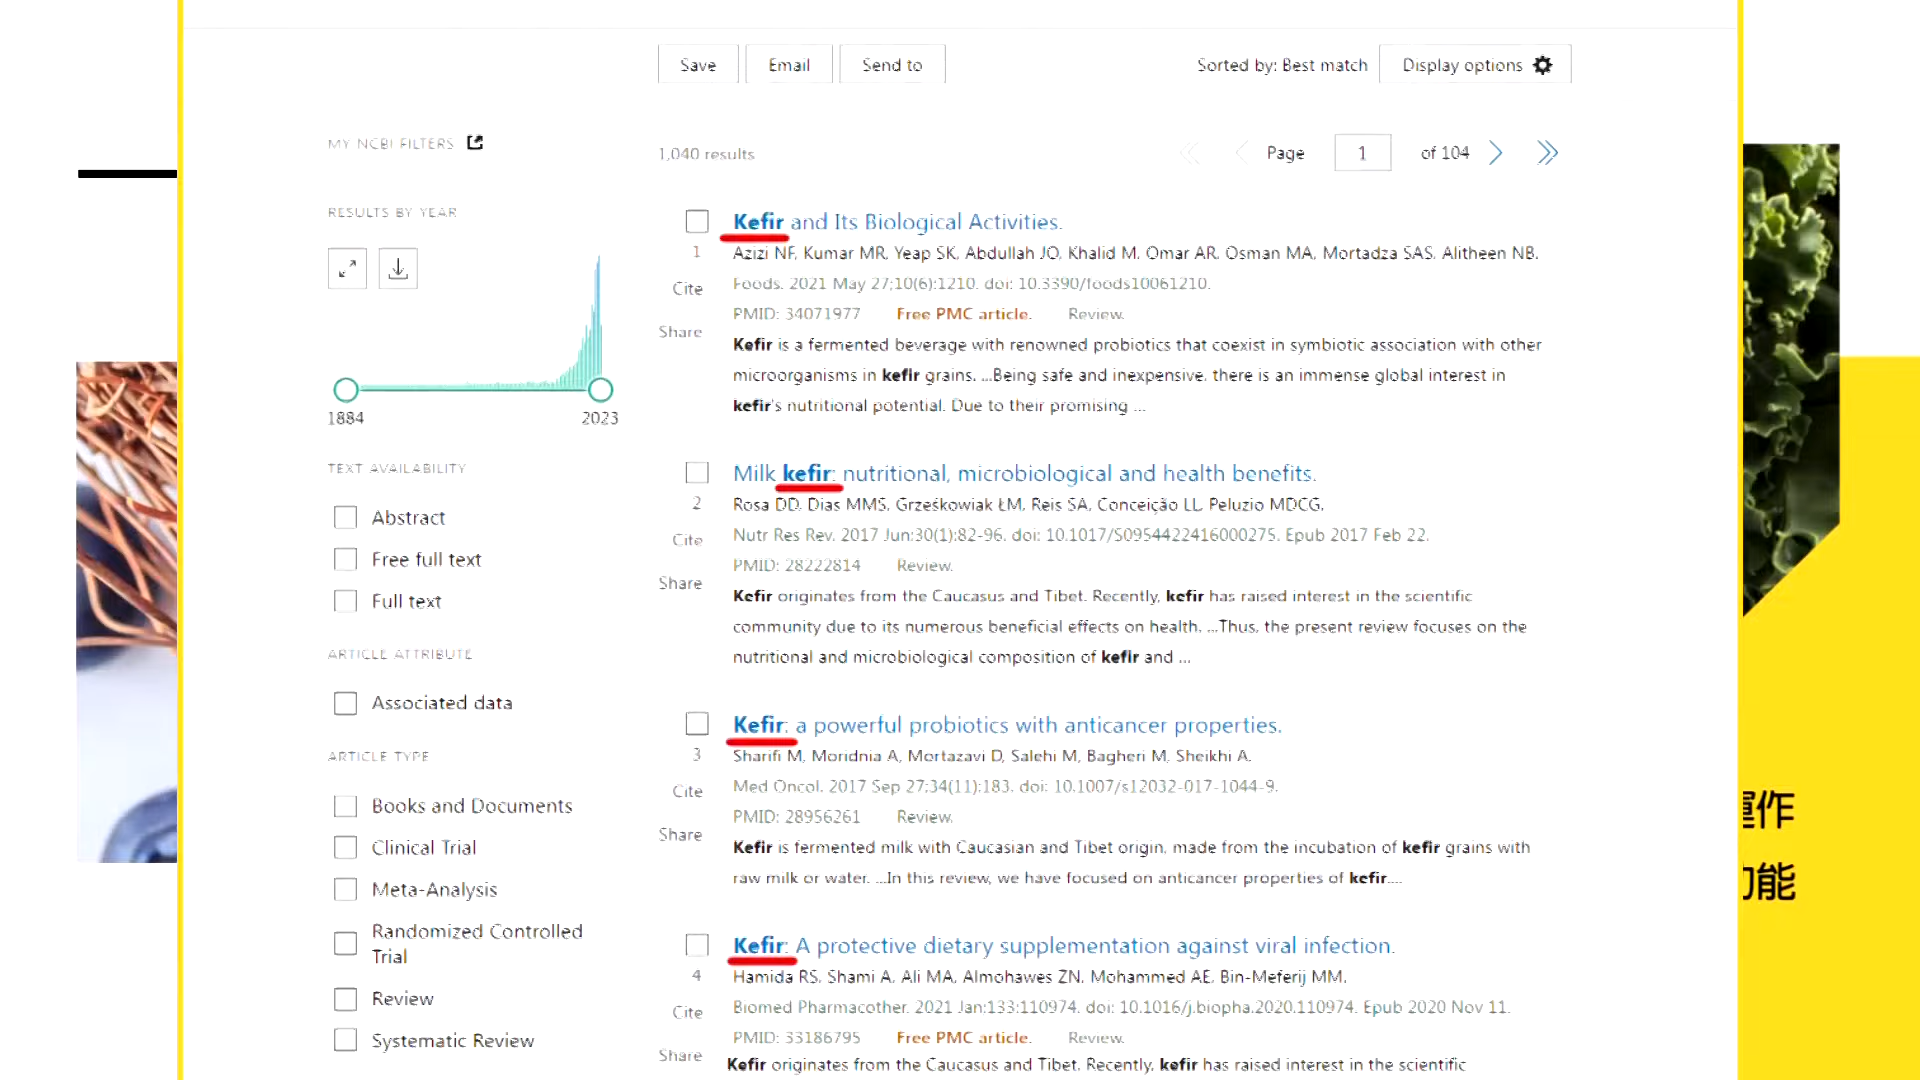 Save
Email
Send to
Sorted by: Best match
Display options
MY NCBI FILTERS
1,040 results
Page
1
of 104
RESULTS BY YEAR
1884
2023
TEXT AVAILABILITY
Abstract
Free full text
Full text
ARTICLE ATTRIBUTE
Associated data
ARTICLE TYPE
Books and Documents
Clinical Trial
Meta-Analysis
Randomized Controlled
Trial
Review
Systematic Review
Kefir and Its Biological Activities.
1
Azizi NF, Kumar MR, Yeap SK, Abdullah JO, Khalid M, Omar AR, Osman MA, Mortadza SAS, Alitheen NB.
Cite
Foods. 2021 May 27;10(6):1210. doi: 10.3390/foods10061210.
PMID: 34071977 Free PMC article. Review.
Share
Kefir is a fermented beverage with renowned probiotics that coexist in symbiotic association with other
microorganisms in kefir grains. ...Being safe and inexpensive, there is an immense global interest in
kefir's nutritional potential. Due to their promising ...
Milk kefir: nutritional, microbiological and health benefits.
2
Rosa DD, Dias MMS, Grześkowiak ŁM, Reis SA, Conceição LL, Peluzio MDCG.
Cite
Nutr Res Rev. 2017 Jun;30(1):82-96. doi: 10.1017/S0954422416000275. Epub 2017 Feb 22.
PMID: 28222814 Review.
Share
Kefir originates from the Caucasus and Tibet. Recently, kefir has raised interest in the scientific
community due to its numerous beneficial effects on health. ...Thus, the present review focuses on the
nutritional and microbiological composition of kefir and ...
Kefir: a powerful probiotics with anticancer properties.
3
Sharifi M, Moridnia A, Mortazavi D, Salehi M, Bagheri M, Sheikhi A.
Cite
Med Oncol. 2017 Sep 27;34(11):183. doi: 10.1007/s12032-017-1044-9.
PMID: 28956261 Review.
Share
Kefir is fermented milk with Caucasian and Tibet origin, made from the incubation of kefir grains with
raw milk or water. ...In this review, we have focused on anticancer properties of kefir....
Kefir: A protective dietary supplementation against viral infection.
4
Hamida RS, Shami A, Ali MA, Almohawes ZN, Mohammed AE, Bin-Meferij MM.
Cite
Biomed Pharmacother. 2021 Jan;133:110974. doi: 10.1016/j.biopha.2020.110974. Epub 2020 Nov 11.
PMID: 33186795 Free PMC article. Review.
Share
Kefir originates from the Caucasus and Tibet. Recently, kefir has raised interest in the scientific
運作
功能